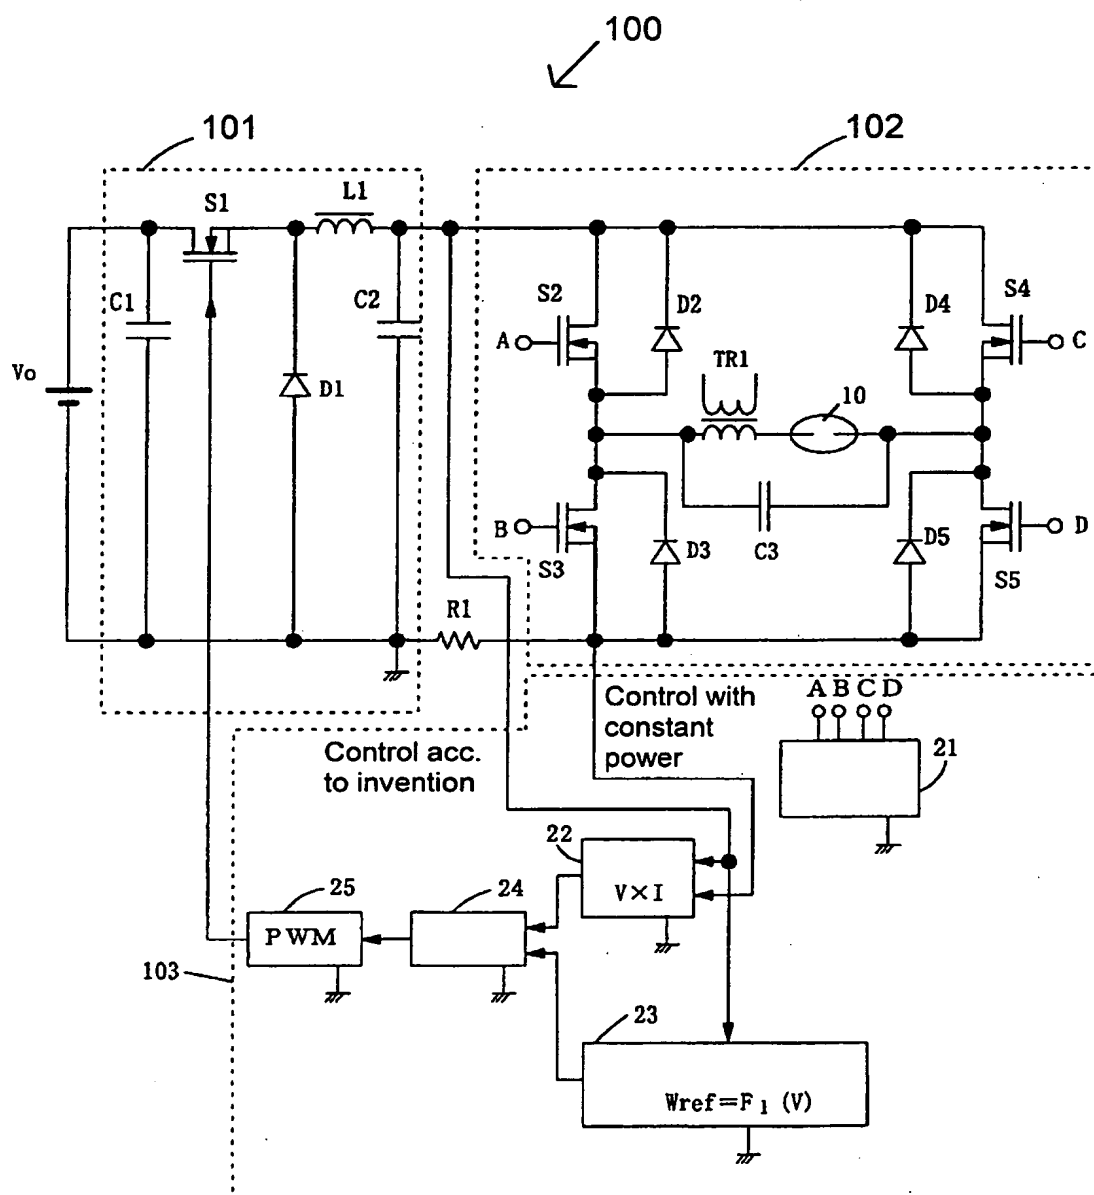 100
101
102
S1
L1
C1
C2
D1
Vo
S2
D2
D4
S4
A
C
TR1
10
B
S3
D3
C3
D5
D
S5
R1
A B C D
21
Control with
constant
power
Control acc.
to invention
22
V×I
25
PWM
24
103
23
Wref=F1 (V)